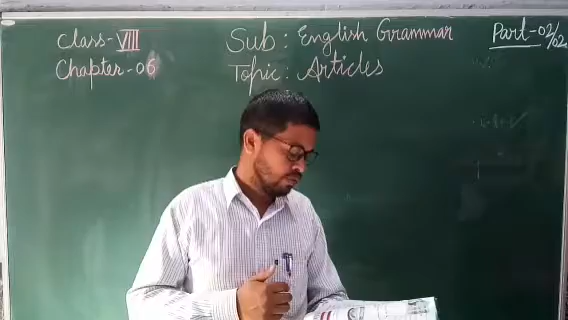 Class-VIII
Chapter-06
Sub: English Grammar
Topic: Articles
Part-02/02